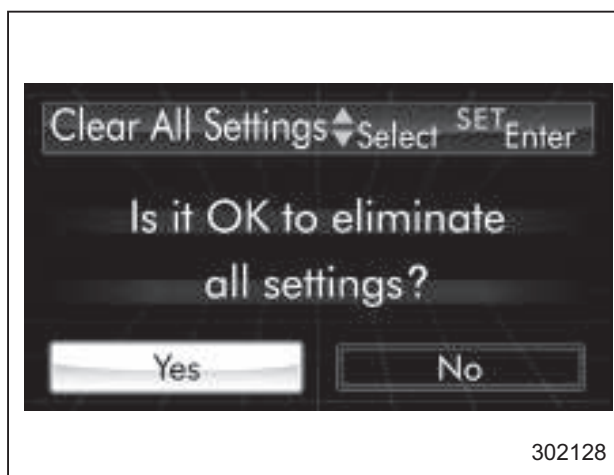 Clear All Settings Select SET Enter
Is it OK to eliminate
all settings?
Yes No
302128